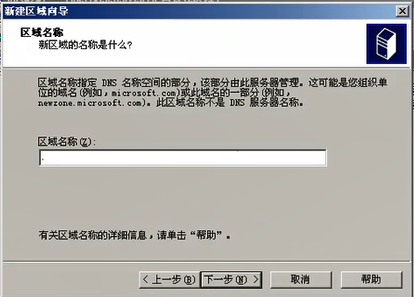 新建区域向导
区域名称
新区域的名称是什么?
区域名称指定 DNS 名称空间的部分，该部分由此服务器管理。这可能是您组织单
位的域名(例如，microsoft.com)或此域名的一部分(例如，
newzone.microsoft.com)。此区域名称不是 DNS 服务器名称。
区域名称(Z):
.
有关区域名称的详细信息，请单击“帮助”。
< 上一步(B) 下一步(N) > 取消 帮助